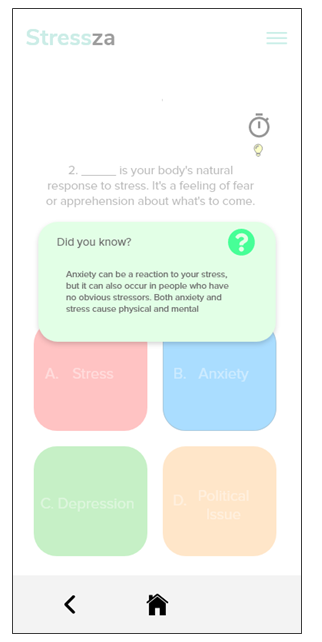 Stressza
2. _____ is your body's natural
response to stress. It's a feeling of fear
or apprehension about what's to come.
Did you know?
?
Anxiety can be a reaction to your stress,
but it can also occur in people who have
no obvious stressors. Both anxiety and
stress cause physical and mental
A. Stress
B. Anxiety
C. Depression
D. Political
Issue